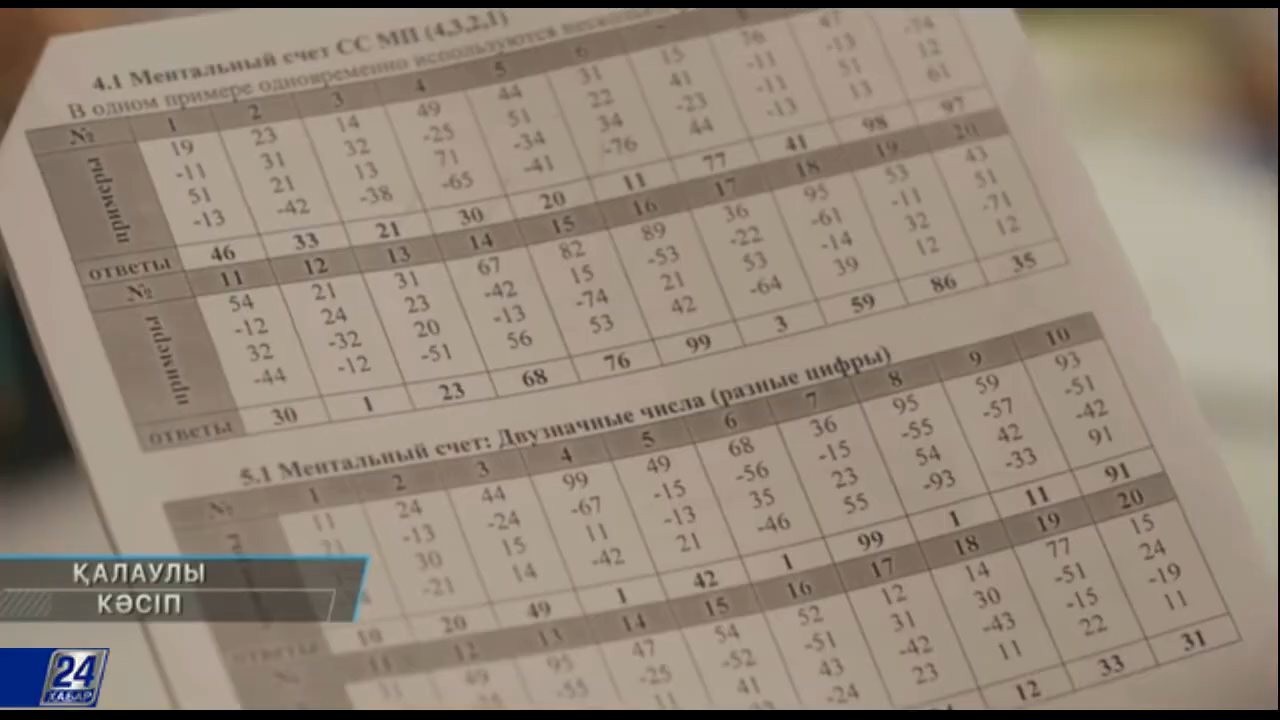 4.1 Ментальный счет СС МП (4,3,2,1)
В одном примере одновременно используются
№ 1 2 3 4 5 6
примеры
19 23 14 49 44 31 15 36 47 -74
-11 31 32 -25 51 22 41 -11 -13 12
51 21 13 71 -34 34 -23 -11 51 61
-13 -42 -38 -65 -41 -76 44 -13 13
ответы 46 33 21 30 20 11 77 41 98 97
№ 11 12 13 14 15 16 17 18 19 20
примеры
54 21 31 67 82 89 36 95 53 43
-12 24 23 -42 15 -53 -22 -61 -11 51
32 -32 20 -13 -74 21 53 -14 32 -71
-44 -12 -51 56 53 42 -64 39 12 12
ответы 30 1 23 68 76 99 3 59 86 35
5.1 Ментальный счет: Двузначные числа (разные цифры)
№ 1 2 3 4 5 6 7 8 9 10
11 24 44 99 49 68 36 95 59 93
71 -13 -24 -67 -15 -56 -15 -55 -57 -51
30 15 11 -13 35 23 54 42 -42
-21 14 -42 21 -46 55 -93 -33 91
ответы 10 20 49 1 42 1 99 1 11 91
№ 11 12 13 14 15 16 17 18 19 20
31 49 95 47 54 52 12 14 77 15
-55 -25 -52 -51 31 30 -51 24
11 41 43 -42 -43 -15 -19
-24 23 11 22 11
12 33 31
ҚАЛАУЛЫ
КӘСІП
24
ХАБАР